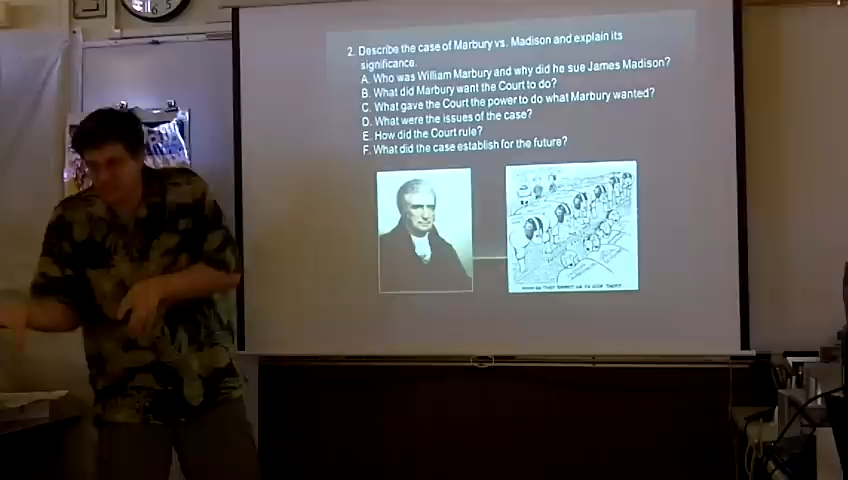 2. Describe the case of Marbury vs. Madison and explain its
significance.
A. Who was William Marbury and why did he sue James Madison?
B. What did Marbury want the Court to do?
C. What gave the Court the power to do what Marbury wanted?
D. What were the issues of the case?
E. How did the Court rule?
F. What did the case establish for the future?